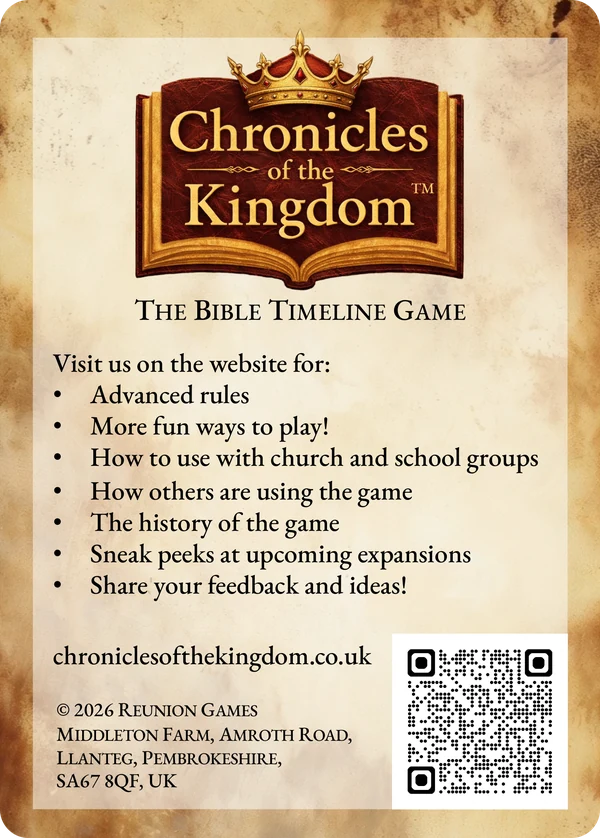 Chronicles
of the
Kingdom™
The Bible Timeline Game
Visit us on the website for:
• Advanced rules
• More fun ways to play!
• How to use with church and school groups
• How others are using the game
• The history of the game
• Sneak peeks at upcoming expansions
• Share your feedback and ideas!
chroniclesofthekingdom.co.uk
© 2026 Reunion Games
Middleton Farm, Amroth Road,
Llanteg, Pembrokeshire,
SA67 8QF, UK